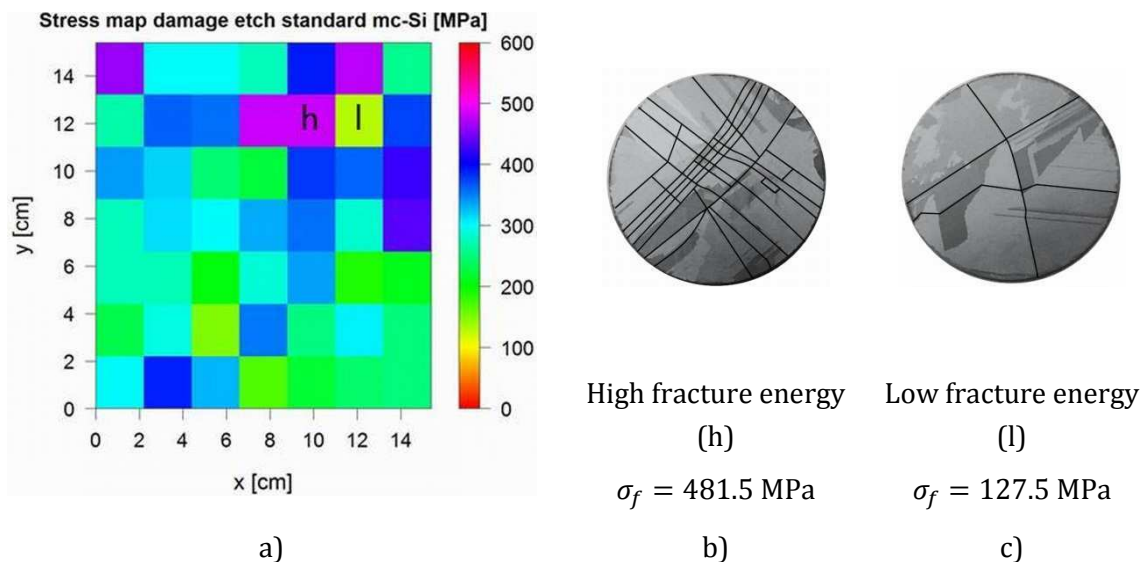 Stress map damage etch standard mc-Si [MPa]
600
500
400
300
200
100
0
14
12
10
8
6
4
2
0
y [cm]
h
l
0 2 4 6 8 10 12 14
x [cm]
a)
High fracture energy
(h)
σf = 481.5 MPa
b)
Low fracture energy
(l)
σf = 127.5 MPa
c)